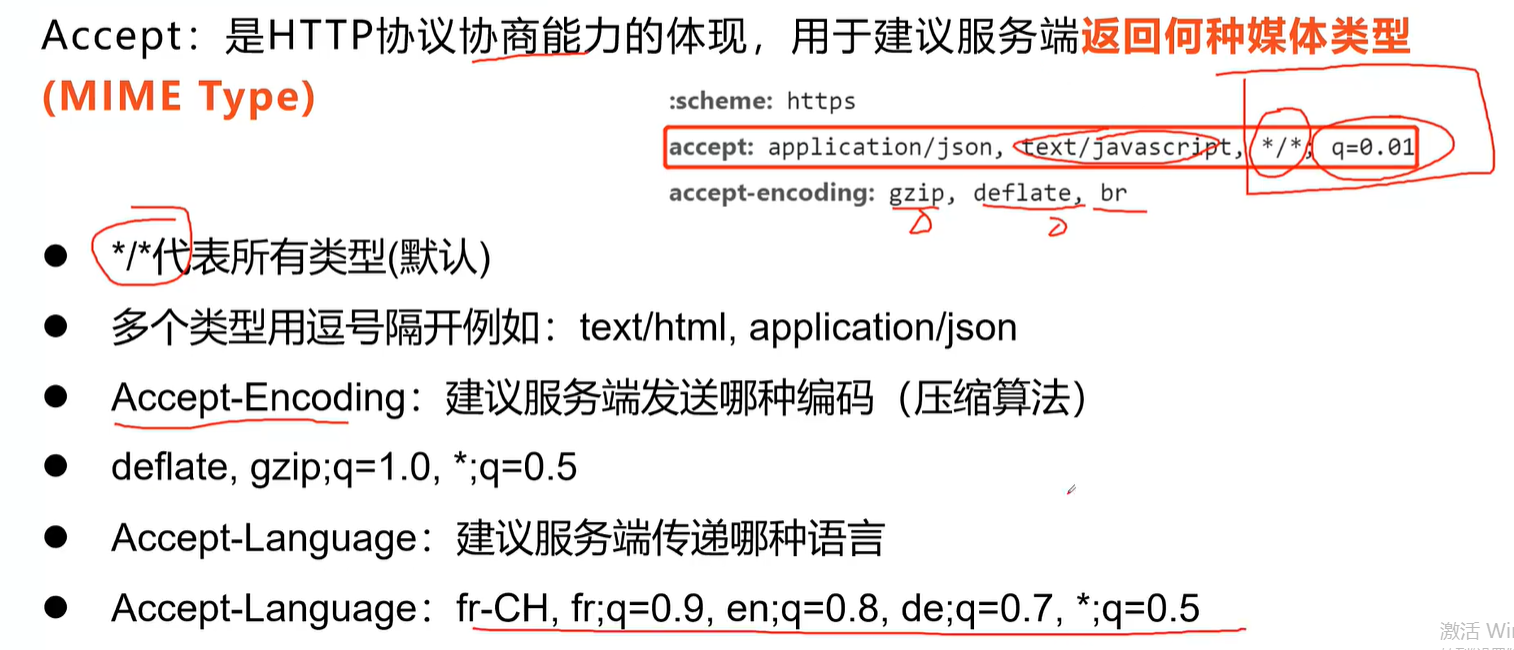 Accept：是HTTP协议协商能力的体现，用于建议服务端返回何种媒体类型
(MIME Type)
:scheme: https
accept: application/json, text/javascript, */*; q=0.01
accept-encoding: gzip, deflate, br
*/*代表所有类型(默认)
多个类型用逗号隔开例如：text/html, application/json
Accept-Encoding：建议服务端发送哪种编码（压缩算法）
deflate, gzip;q=1.0, *;q=0.5
Accept-Language：建议服务端传递哪种语言
Accept-Language：fr-CH, fr;q=0.9, en;q=0.8, de;q=0.7, *;q=0.5
激活 Win